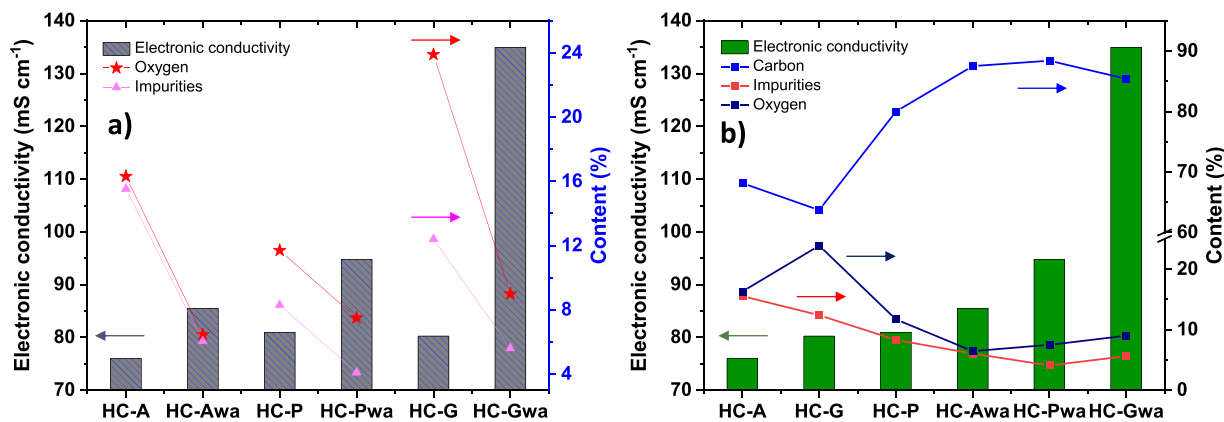 a)
Electronic conductivity (mS cm⁻¹)
140
130
120
110
100
90
80
70
Electronic conductivity
Oxygen
Impurities
24
20
16
12
8
4
Content (%)
HC-A HC-Awa HC-P HC-Pwa HC-G HC-Gwa
b)
Electronic conductivity (mS cm⁻¹)
140
130
120
110
100
90
80
70
Electronic conductivity
Carbon
Impurities
Oxygen
90
80
70
60
20
10
0
Content (%)
HC-A HC-G HC-P HC-Awa HC-Pwa HC-Gwa